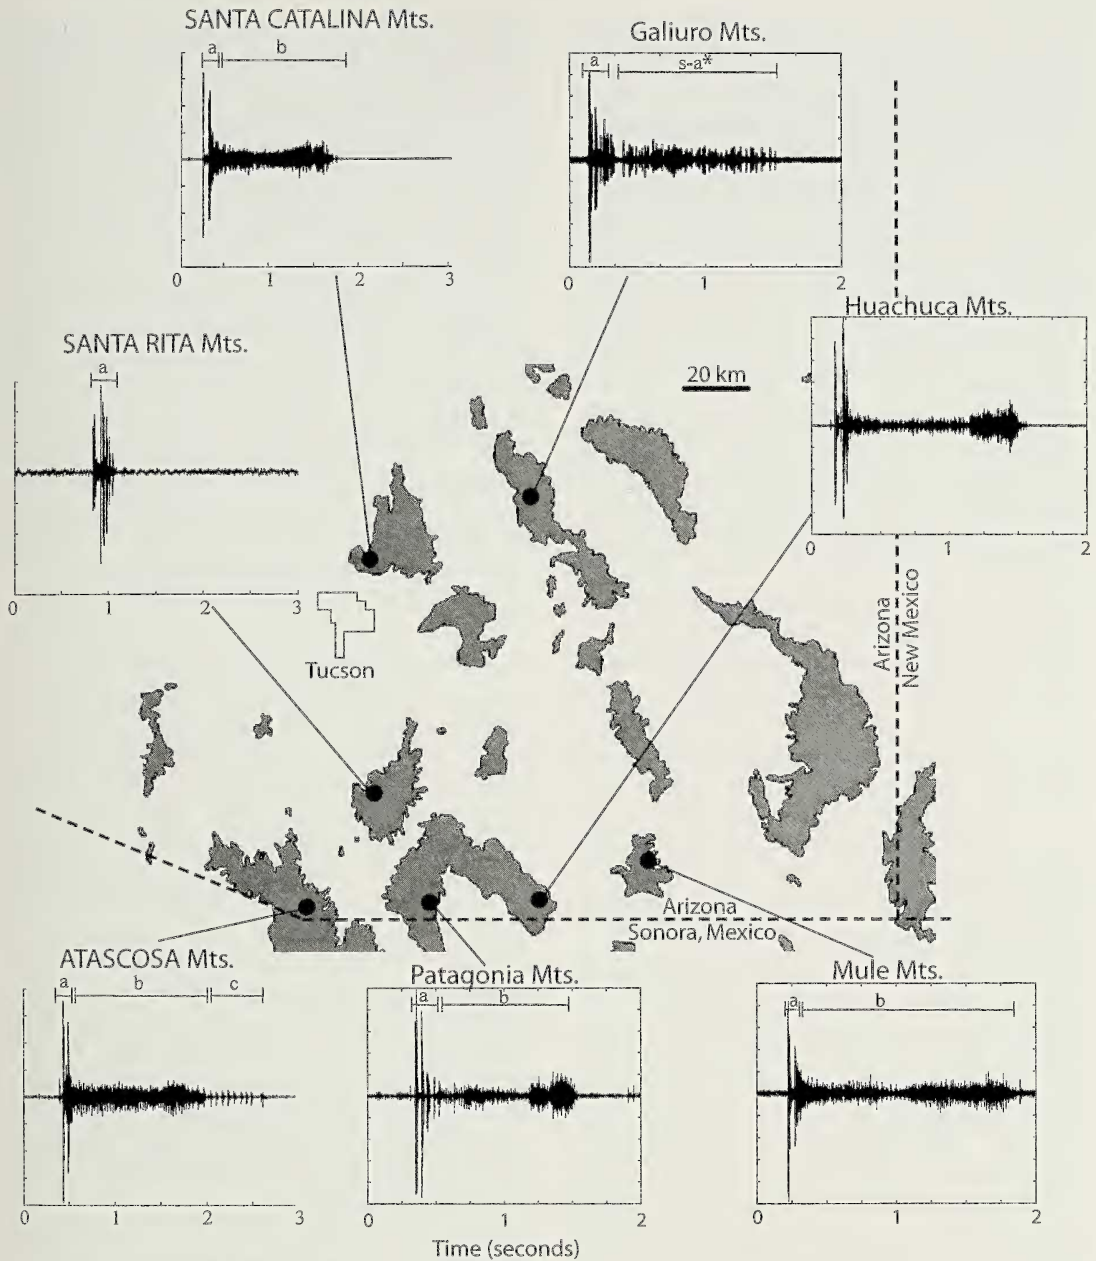 SANTA CATALINA Mts.
a b
0 1 2 3
Galiuro Mts.
a s-a*
0 1 2
Huachuca Mts.
0 1 2
SANTA RITA Mts.
a
0 1 2 3
20 km
Tucson
Arizona
New Mexico
Arizona
Sonora, Mexico
ATASCOSA Mts.
a b c
0 1 2 3
Patagonia Mts.
a b
0 1 2
Mule Mts.
a b
0 1 2
Time (seconds)